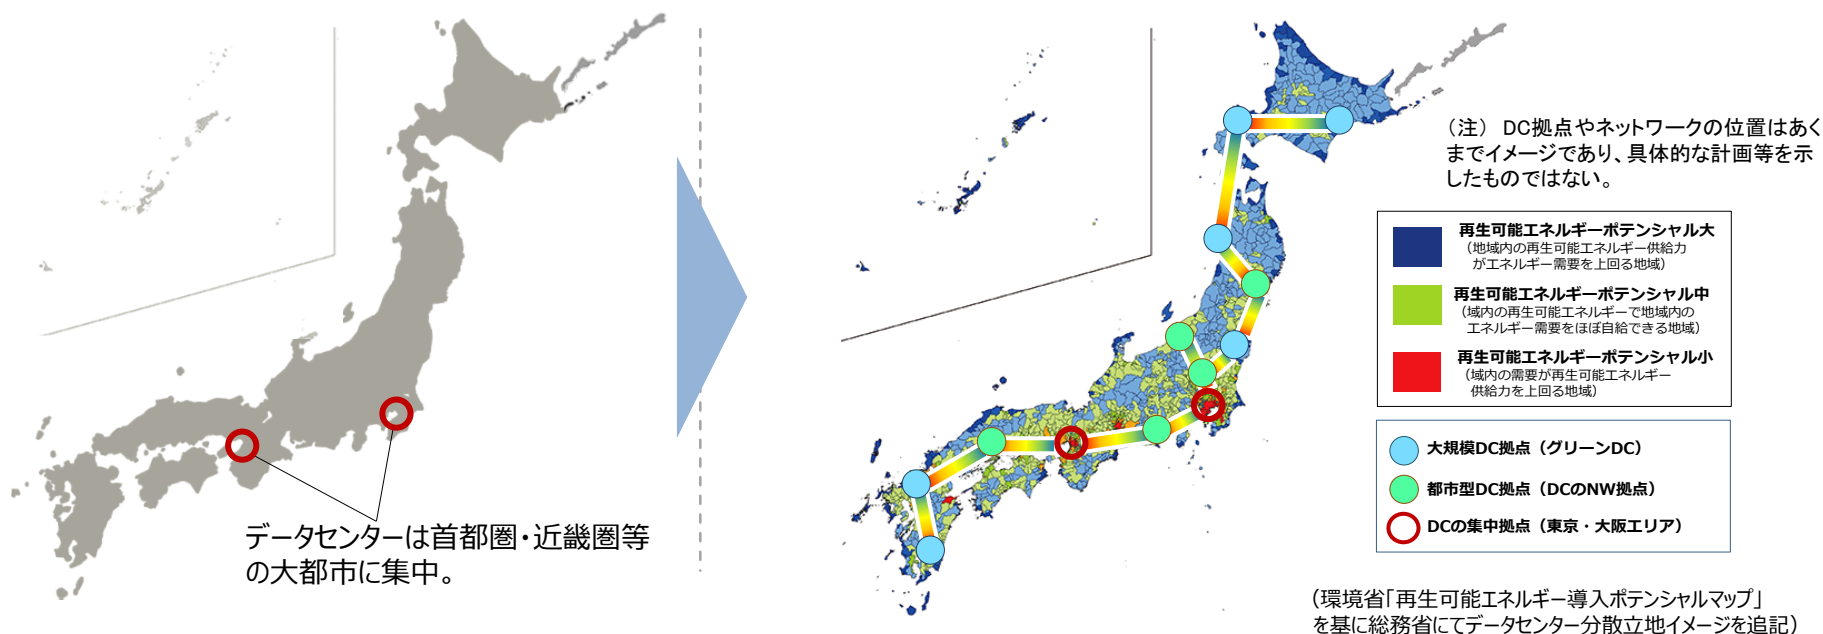 データセンターは首都圏・近畿圏等
の大都市に集中。
（注） DC拠点やネットワークの位置はあく
までイメージであり、具体的な計画等を示
したものではない。
再生可能エネルギーポテンシャル大
（地域内の再生可能エネルギー供給力
がエネルギー需要を上回る地域）
再生可能エネルギーポテンシャル中
（域内の再生可能エネルギーで地域内の
エネルギー需要をほぼ自給できる地域）
再生可能エネルギーポテンシャル小
（域内の需要が再生可能エネルギー
供給力を上回る地域）
大規模DC拠点（グリーンDC）
都市型DC拠点（DCのNW拠点）
DCの集中拠点（東京・大阪エリア）
（環境省「再生可能エネルギー導入ポテンシャルマップ」
を基に総務省にてデータセンター分散立地イメージを追記）